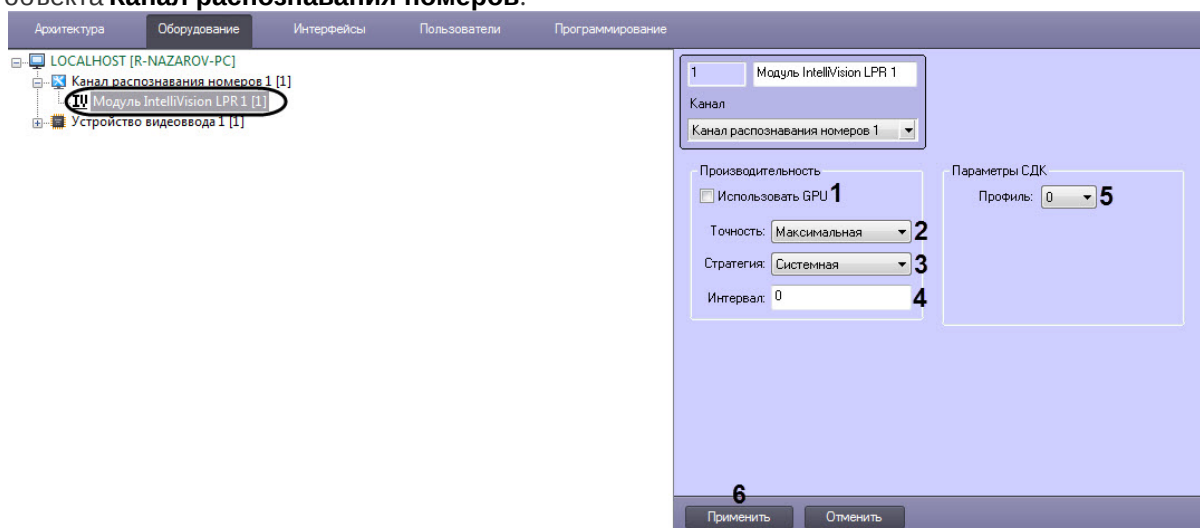 объекта Канал распознавания номеров.
Архитектура Оборудование Интерфейсы Пользователи Программирование
LOCALHOST [R-NAZAROV-PC]
Канал распознавания номеров 1 [1]
Модуль IntelliVision LPR 1 [1]
Устройство видеоввода 1 [1]
1 Модуль IntelliVision LPR 1
Канал
Канал распознавания номеров 1
Производительность
Использовать GPU 1
Точность: Максимальная 2
Стратегия: Системная 3
Интервал: 0 4
Параметры СДК
Профиль: 0 5
6
Применить Отменить